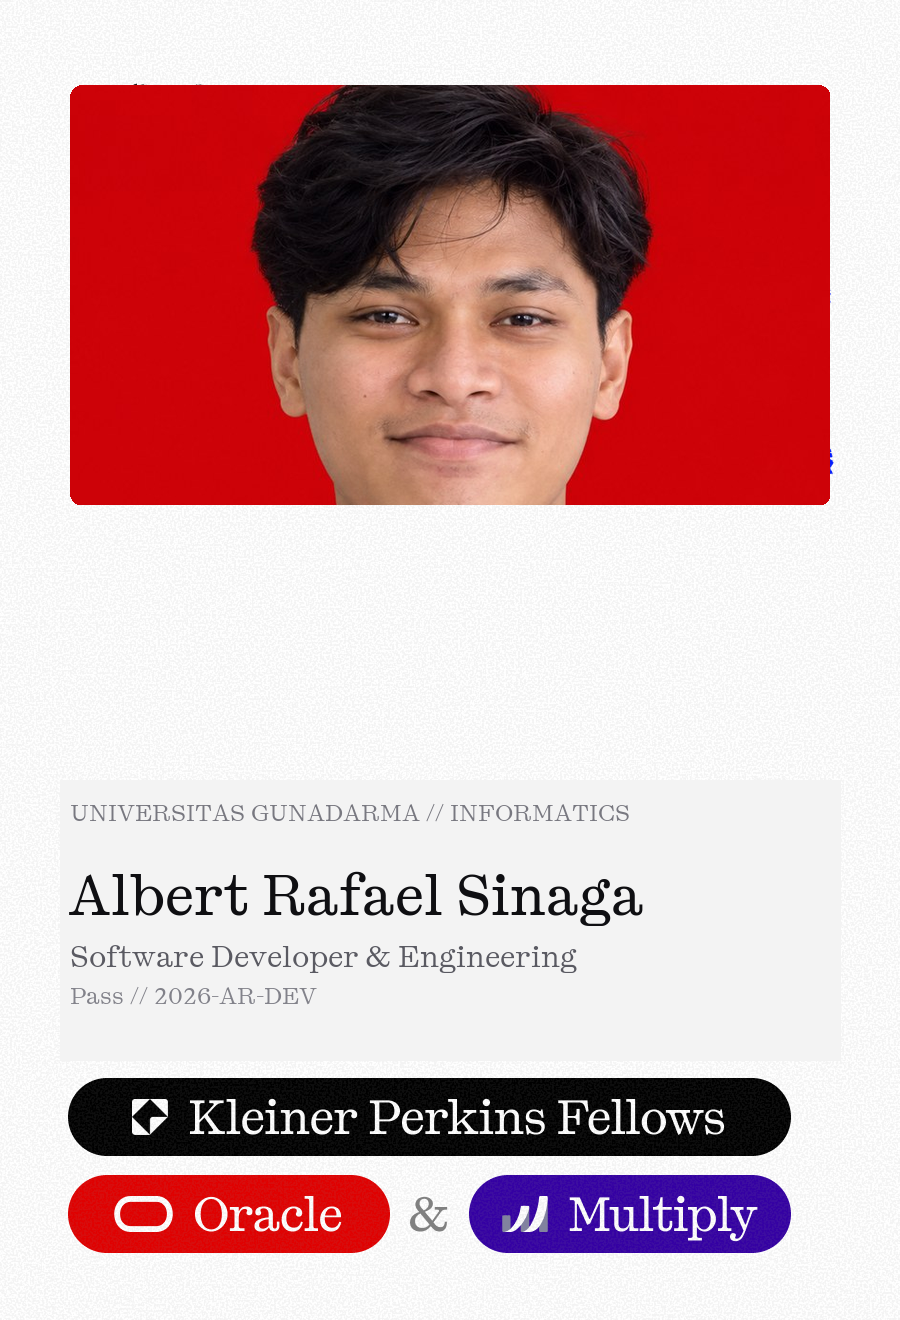 UNIVERSITAS GUNADARMA // INFORMATICS
Albert Rafael Sinaga
Software Developer & Engineering
Pass // 2026-AR-DEV
Kleiner Perkins Fellows
Oracle & Multiply